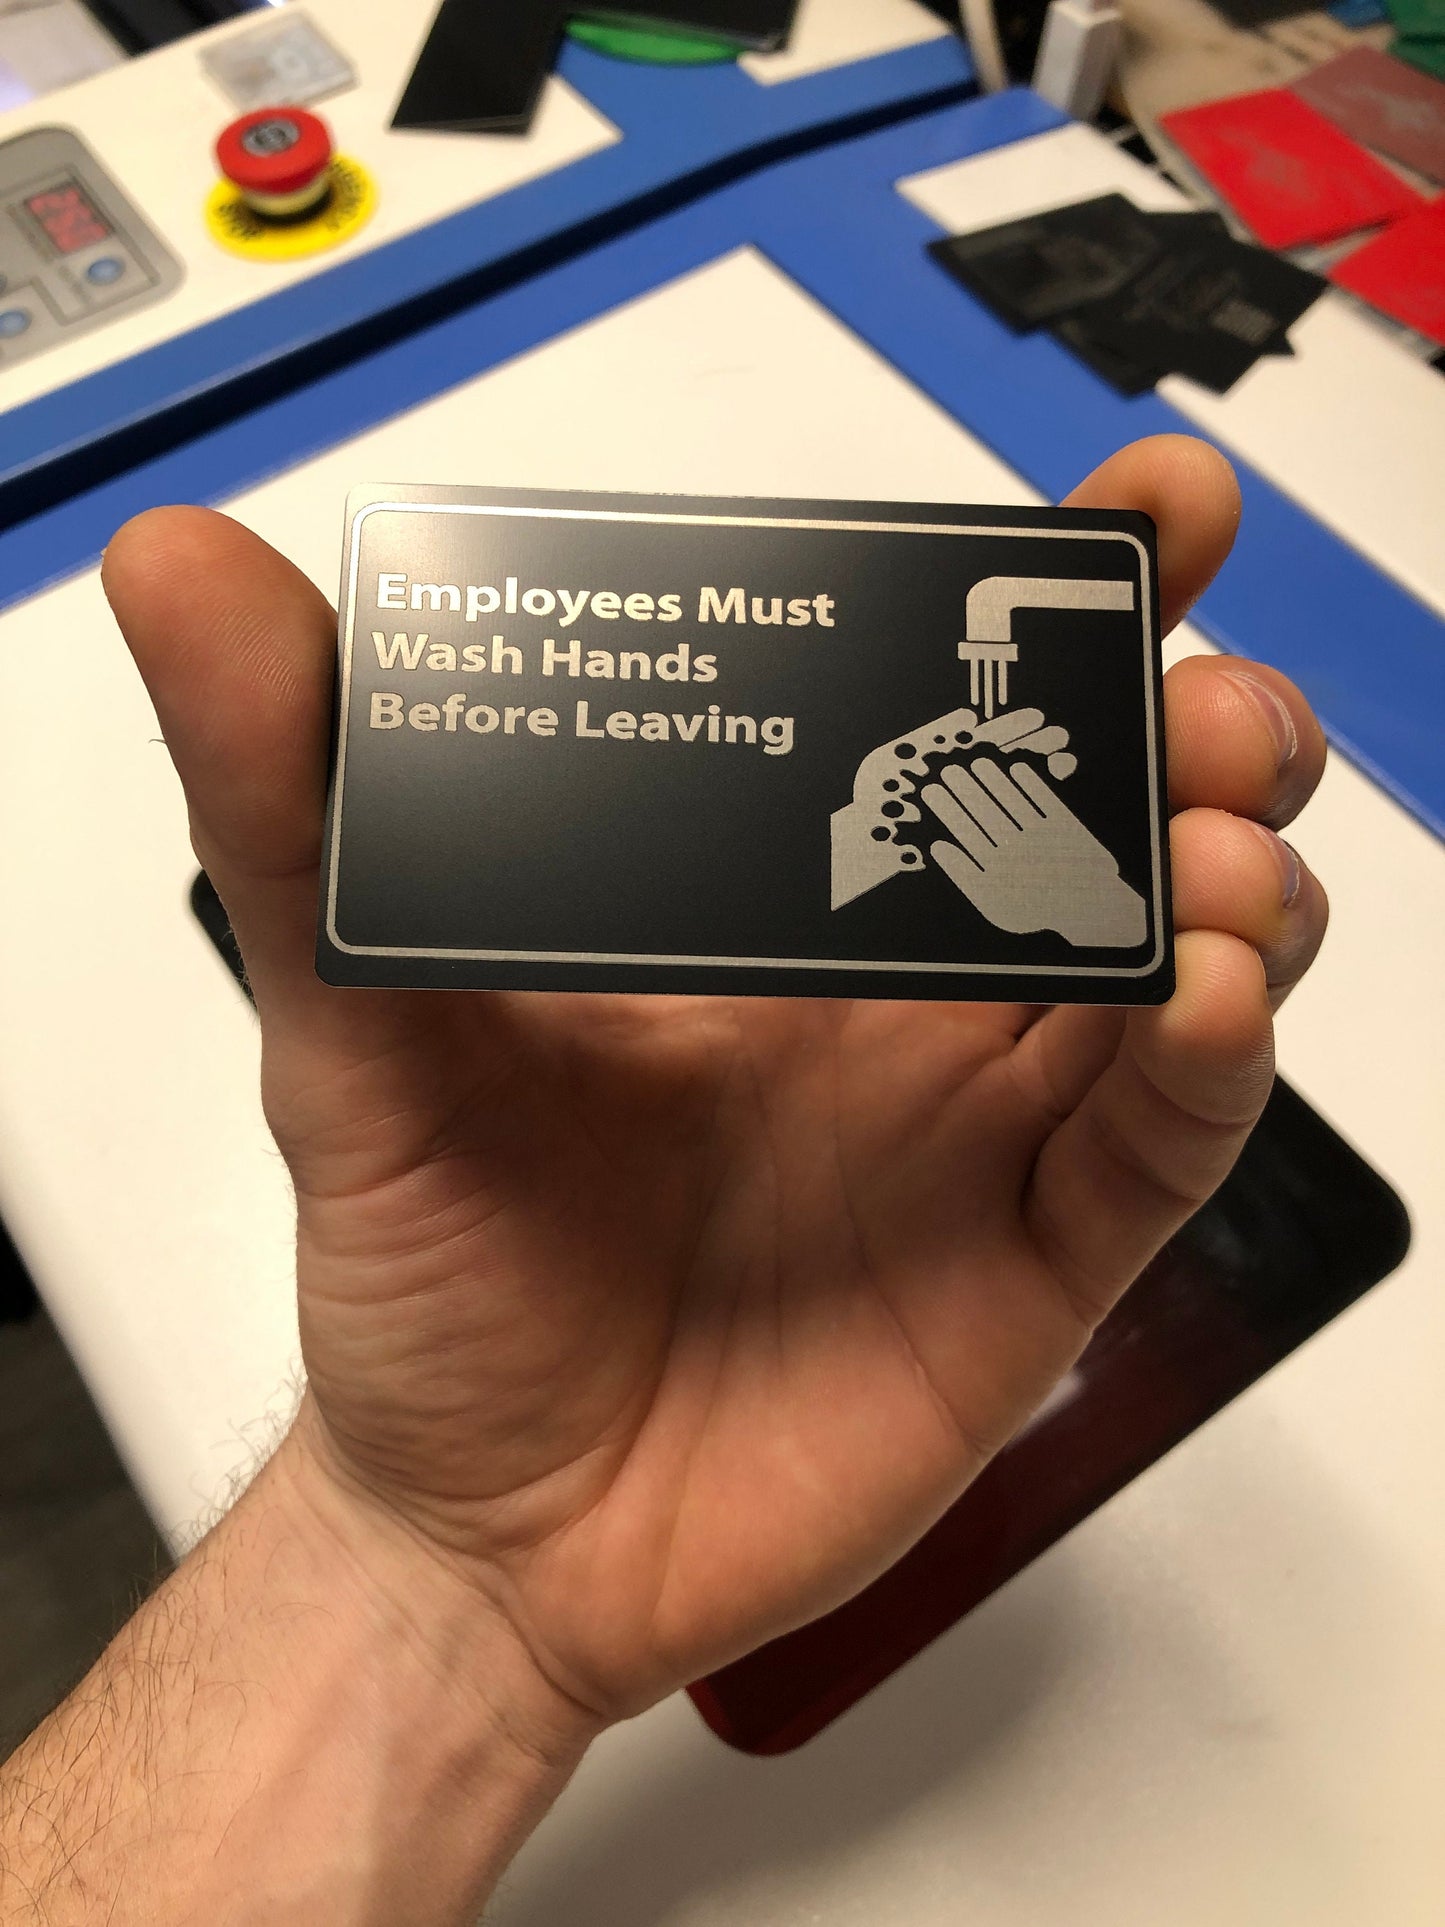 Employees Must
Wash Hands
Before Leaving